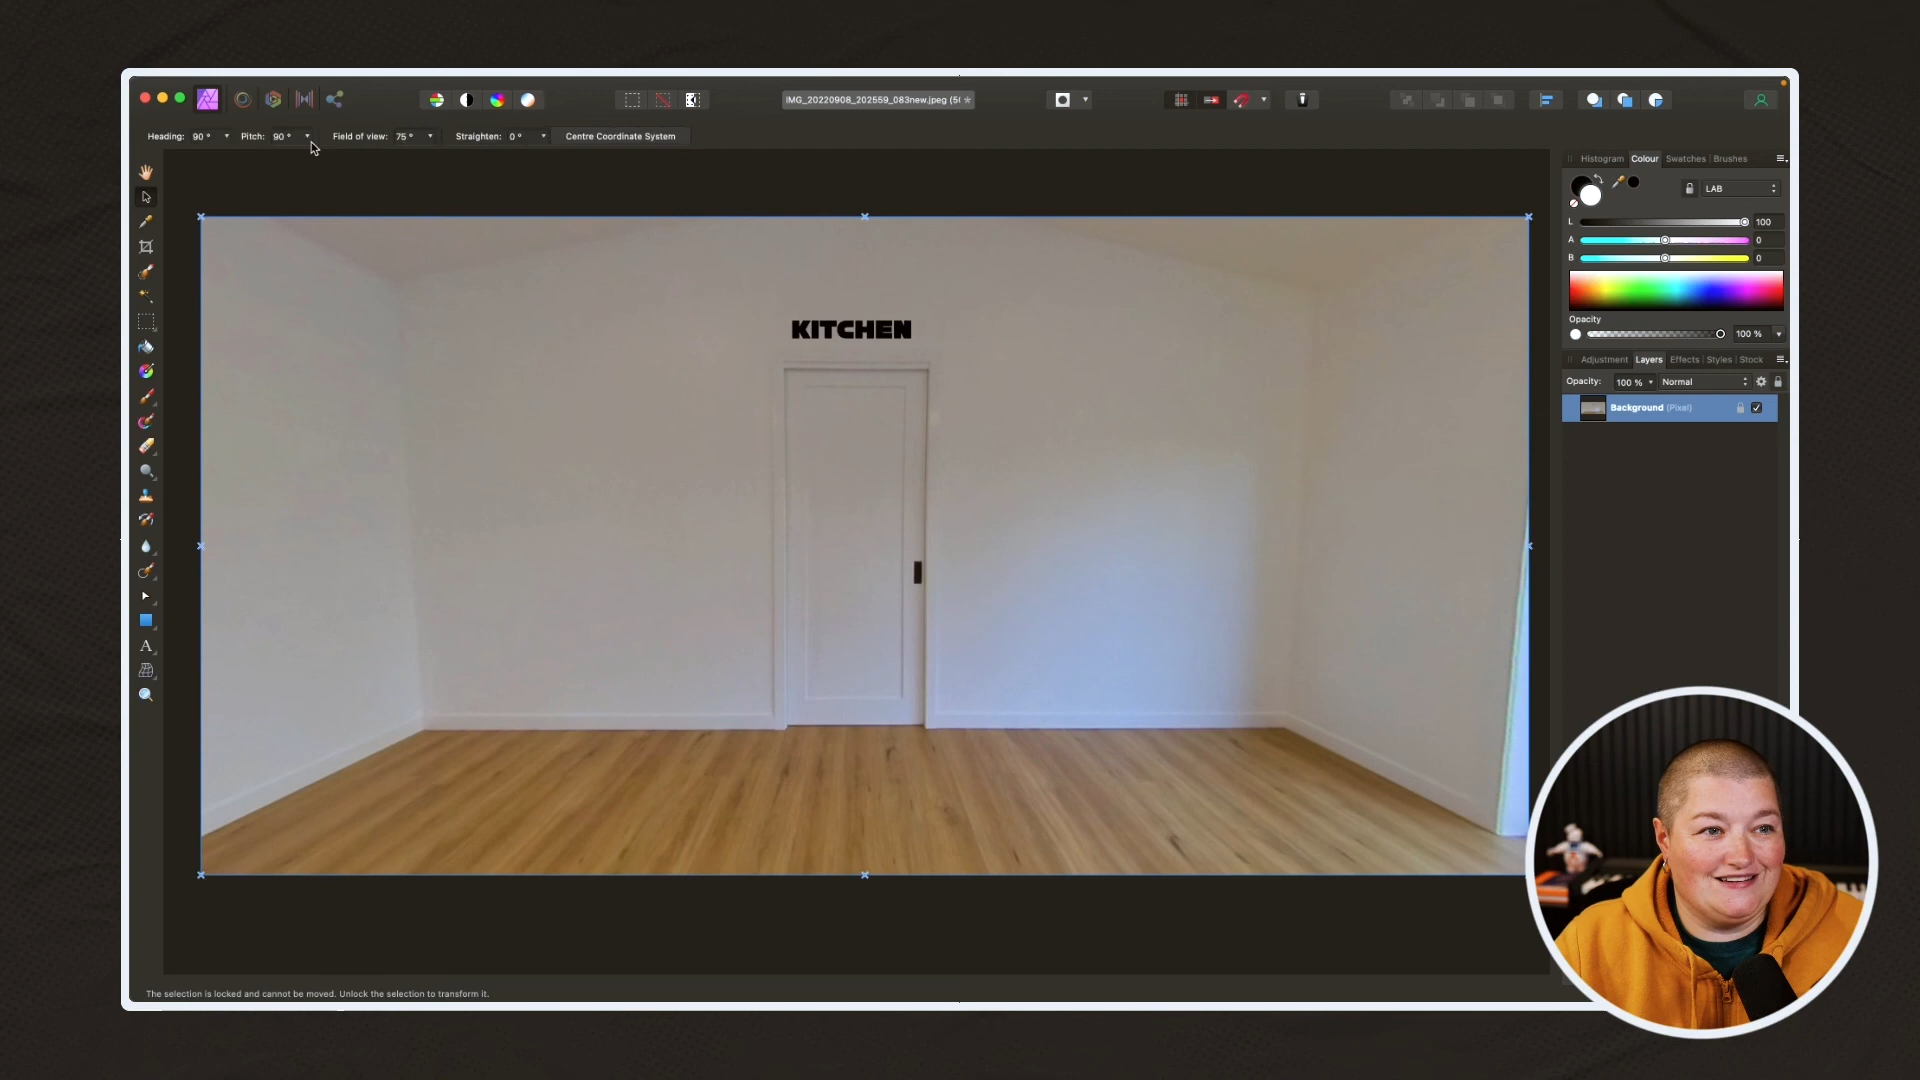 IMG_20220908_202559_083new.jpeg (50
Heading: 90 ° Pitch: 90 ° Field of view: 75 ° Straighten: 0 ° Centre Coordinate System
Histogram Colour Swatches Brushes
LAB
L 100
A 0
B 0
Opacity
100 %
Adjustment Layers Effects Styles Stock
Opacity: 100 % Normal
Background (Pixel)
KITCHEN
A
The selection is locked and cannot be moved. Unlock the selection to transform it.